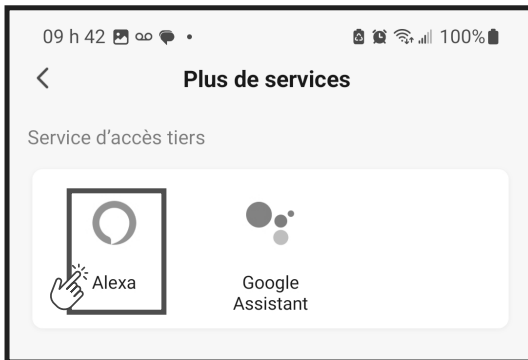 09 h 42 100%
Plus de services
Service d’accès tiers
Alexa
Google
Assistant